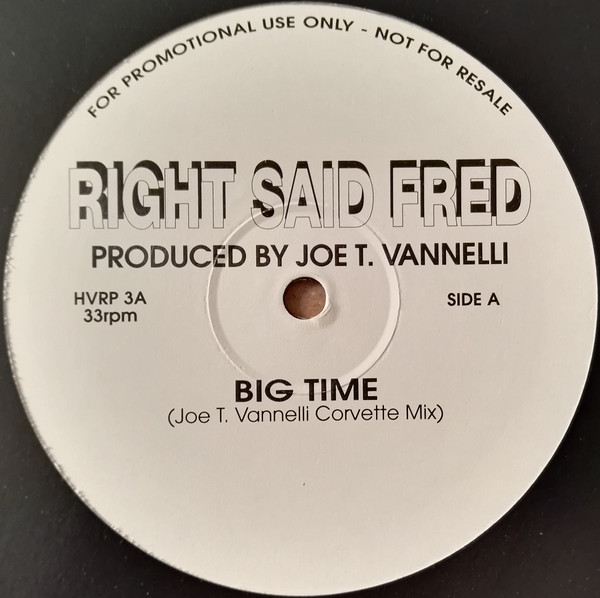 FOR PROMOTIONAL USE ONLY - NOT FOR RESALE
RIGHT SAID FRED
PRODUCED BY JOE T. VANNELLI
HVRP 3A
33rpm
SIDE A
BIG TIME
(Joe T. Vannelli Corvette Mix)